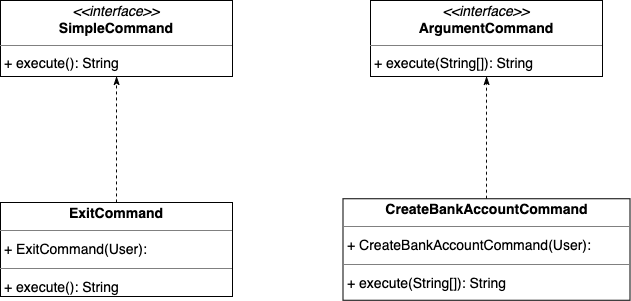 <<interface>>
SimpleCommand
+ execute(): String
<<interface>>
ArgumentCommand
+ execute(String[]): String
ExitCommand
+ ExitCommand(User):
+ execute(): String
CreateBankAccountCommand
+ CreateBankAccountCommand(User):
+ execute(String[]): String